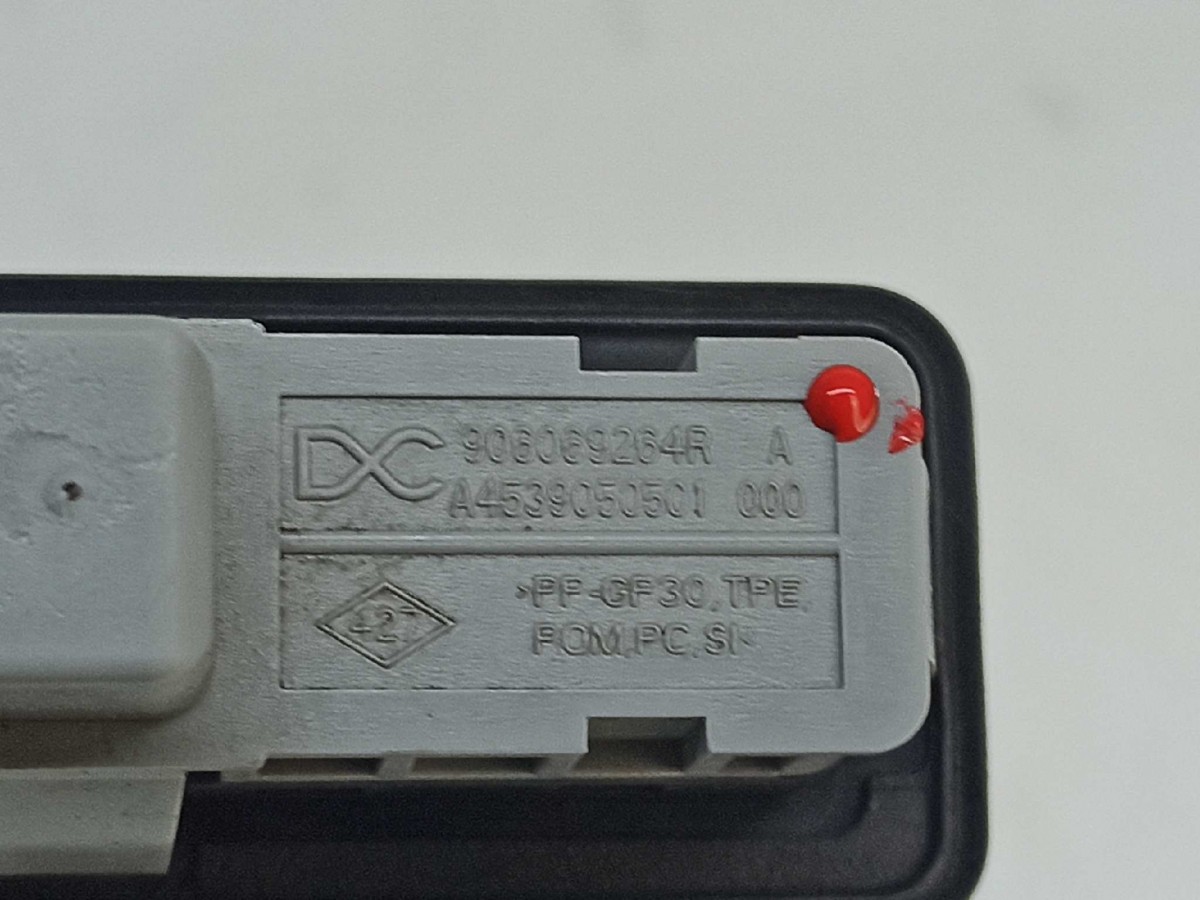 DC 906069264R A
A4539050501 000
427
>PP-GF30,TPE,
POM,PC,SI<